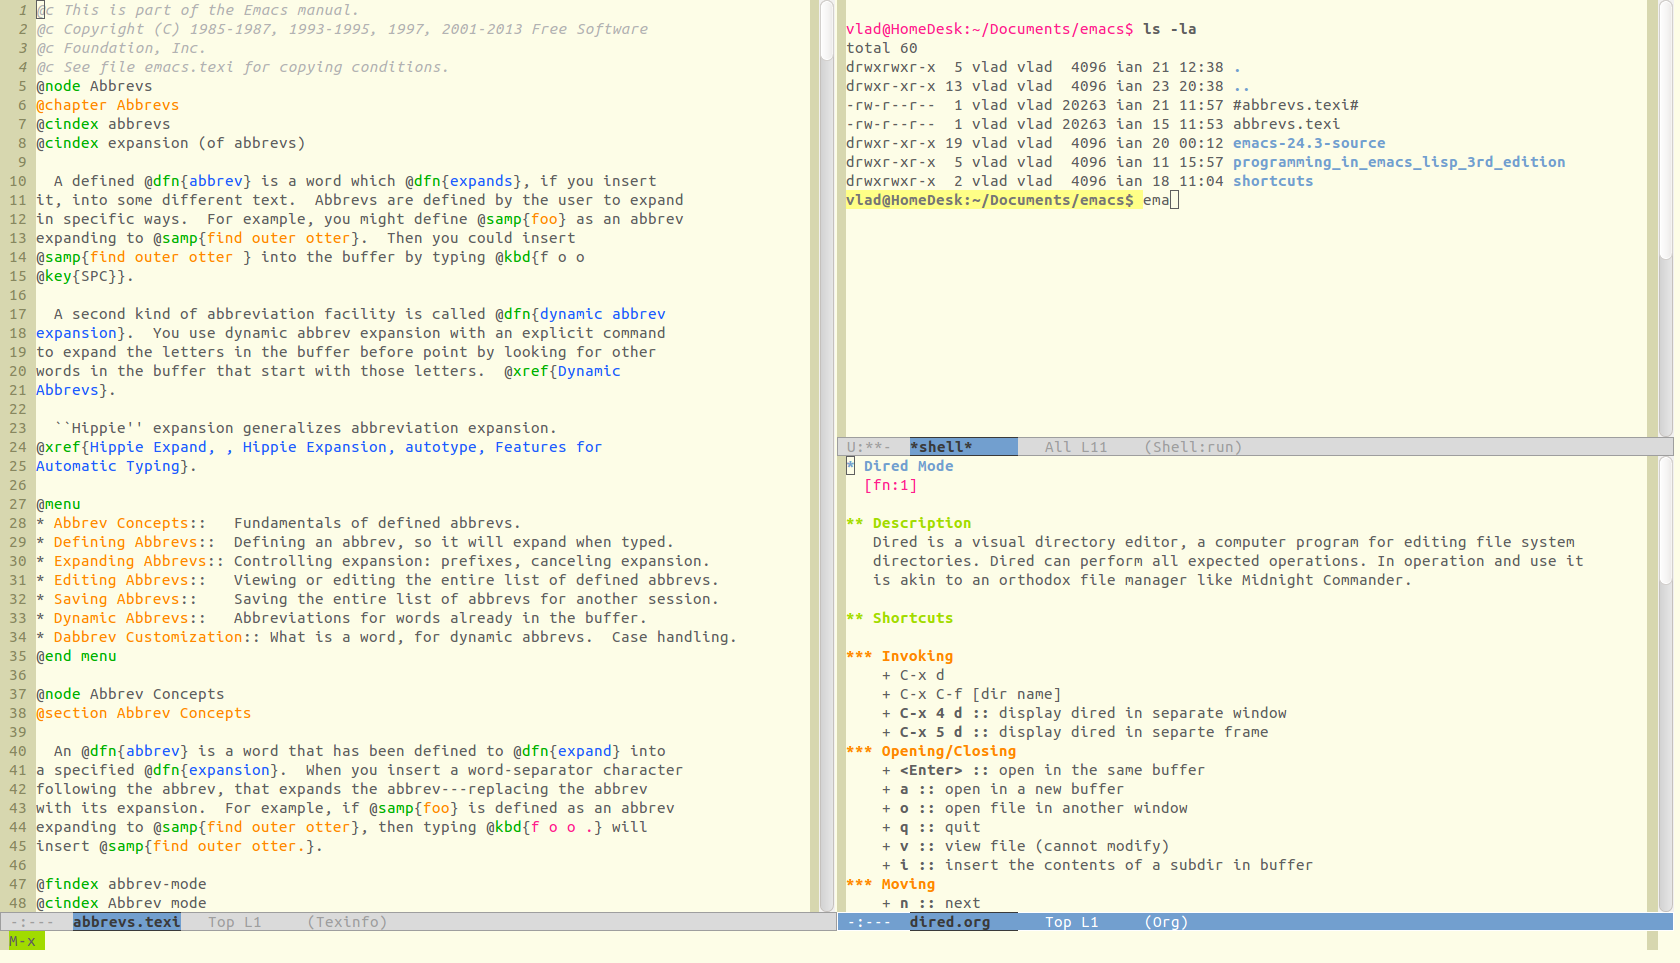 1 @c This is part of the Emacs manual.
2 @c Copyright (C) 1985-1987, 1993-1995, 1997, 2001-2013 Free Software
3 @c Foundation, Inc.
4 @c See file emacs.texi for copying conditions.
5 @node Abbrevs
6 @chapter Abbrevs
7 @cindex abbrevs
8 @cindex expansion (of abbrevs)
9
10   A defined @dfn{abbrev} is a word which @dfn{expands}, if you insert
11 it, into some different text.  Abbrevs are defined by the user to expand
12 in specific ways.  For example, you might define @samp{foo} as an abbrev
13 expanding to @samp{find outer otter}.  Then you could insert
14 @samp{find outer otter } into the buffer by typing @kbd{f o o
15 @key{SPC}}.
16
17   A second kind of abbreviation facility is called @dfn{dynamic abbrev
18 expansion}.  You use dynamic abbrev expansion with an explicit command
19 to expand the letters in the buffer before point by looking for other
20 words in the buffer that start with those letters.  @xref{Dynamic
21 Abbrevs}.
22
23   ``Hippie'' expansion generalizes abbreviation expansion.
24 @xref{Hippie Expand, , Hippie Expansion, autotype, Features for
25 Automatic Typing}.
26
27 @menu
28 * Abbrev Concepts::   Fundamentals of defined abbrevs.
29 * Defining Abbrevs::  Defining an abbrev, so it will expand when typed.
30 * Expanding Abbrevs:: Controlling expansion: prefixes, canceling expansion.
31 * Editing Abbrevs::   Viewing or editing the entire list of defined abbrevs.
32 * Saving Abbrevs::    Saving the entire list of abbrevs for another session.
33 * Dynamic Abbrevs::   Abbreviations for words already in the buffer.
34 * Dabbrev Customization:: What is a word, for dynamic abbrevs.  Case handling.
35 @end menu
36
37 @node Abbrev Concepts
38 @section Abbrev Concepts
39
40   An @dfn{abbrev} is a word that has been defined to @dfn{expand} into
41 a specified @dfn{expansion}.  When you insert a word-separator character
42 following the abbrev, that expands the abbrev---replacing the abbrev
43 with its expansion.  For example, if @samp{foo} is defined as an abbrev
44 expanding to @samp{find outer otter}, then typing @kbd{f o o .} will
45 insert @samp{find outer otter.}.
46
47 @findex abbrev-mode
48 @cindex Abbrev mode
-:---  abbrevs.texi   Top L1     (Texinfo)
M-x
vlad@HomeDesk:~/Documents/emacs$ ls -la
total 60
drwxrwxr-x  5 vlad vlad  4096 ian 21 12:38 .
drwxr-xr-x 13 vlad vlad  4096 ian 23 20:38 ..
-rw-r--r--  1 vlad vlad 20263 ian 21 11:57 #abbrevs.texi#
-rw-r--r--  1 vlad vlad 20263 ian 15 11:53 abbrevs.texi
drwxr-xr-x 19 vlad vlad  4096 ian 20 00:12 emacs-24.3-source
drwxr-xr-x  5 vlad vlad  4096 ian 11 15:57 programming_in_emacs_lisp_3rd_edition
drwxrwxr-x  2 vlad vlad  4096 ian 18 11:04 shortcuts
vlad@HomeDesk:~/Documents/emacs$ ema
U:**-  *shell*        All L11    (Shell:run)
* Dired Mode
  [fn:1]

** Description
   Dired is a visual directory editor, a computer program for editing file system
   directories. Dired can perform all expected operations. In operation and use it
   is akin to an orthodox file manager like Midnight Commander.

** Shortcuts

*** Invoking
    + C-x d
    + C-x C-f [dir name]
    + C-x 4 d :: display dired in separate window
    + C-x 5 d :: display dired in separte frame
*** Opening/Closing
    + <Enter> :: open in the same buffer
    + a :: open in a new buffer
    + o :: open file in another window
    + q :: quit
    + v :: view file (cannot modify)
    + i :: insert the contents of a subdir in buffer
*** Moving
    + n :: next
-:---  dired.org      Top L1     (Org)